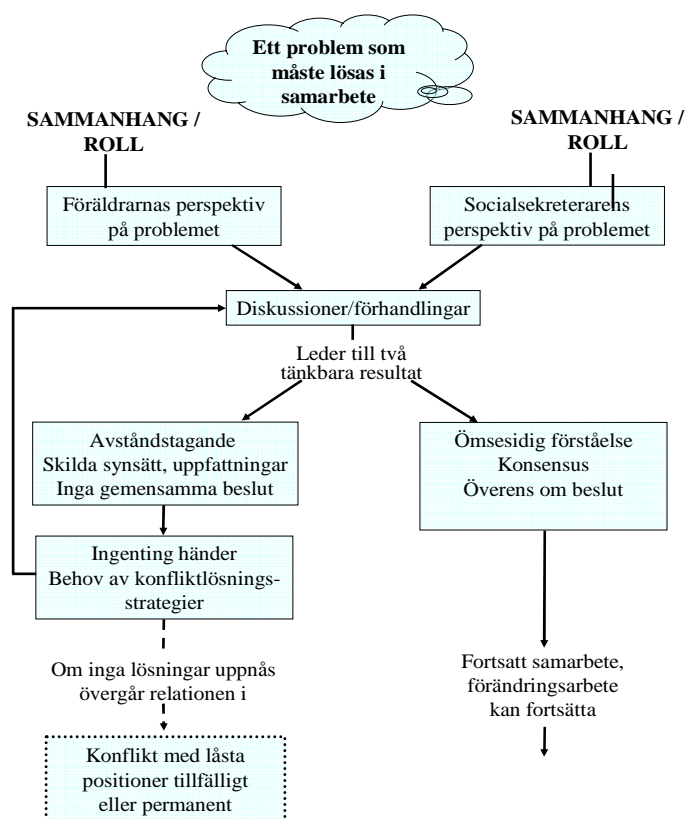 Ett problem som
måste lösas i
samarbete
SAMMANHANG /
ROLL
SAMMANHANG /
ROLL
Föräldrarnas perspektiv
på problemet
Socialsekreterarens
perspektiv på problemet
Diskussioner/förhandlingar
Leder till två
tänkbara resultat
Avståndstagande
Skilda synsätt, uppfattningar
Inga gemensamma beslut
Ömsesidig förståelse
Konsensus
Överens om beslut
Ingenting händer
Behov av konfliktlösnings-
strategier
Om inga lösningar uppnås
övergår relationen i
Fortsatt samarbete,
förändringsarbete
kan fortsätta
Konflikt med låsta
positioner tillfälligt
eller permanent